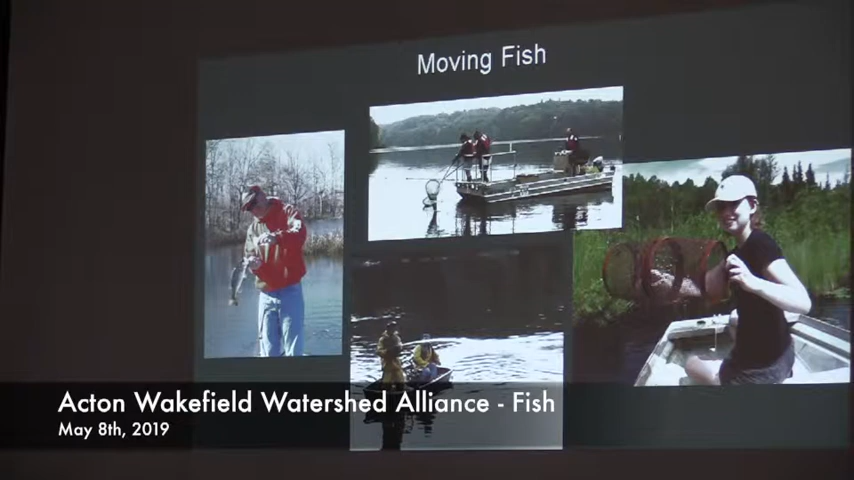 Moving Fish
Acton Wakefield Watershed Alliance - Fish
May 8th, 2019